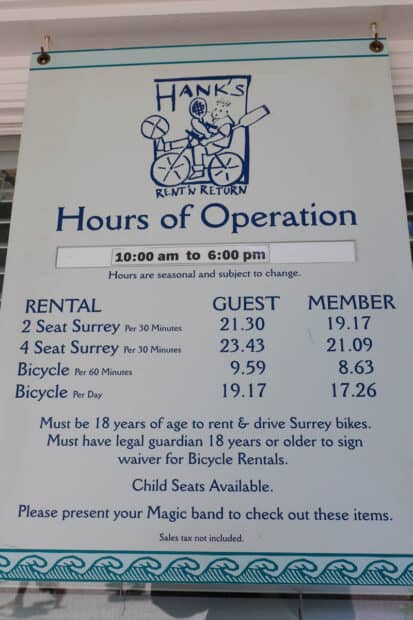 HANK'S
RENT'N RETURN
Hours of Operation
10:00 am to 6:00 pm
Hours are seasonal and subject to change.
RENTAL GUEST MEMBER
2 Seat Surrey Per 30 Minutes 21.30 19.17
4 Seat Surrey Per 30 Minutes 23.43 21.09
Bicycle Per 60 Minutes 9.59 8.63
Bicycle Per Day 19.17 17.26
Must be 18 years of age to rent & drive Surrey bikes.
Must have legal guardian 18 years or older to sign
waiver for Bicycle Rentals.
Child Seats Available.
Please present your Magic band to check out these items.
Sales tax not included.